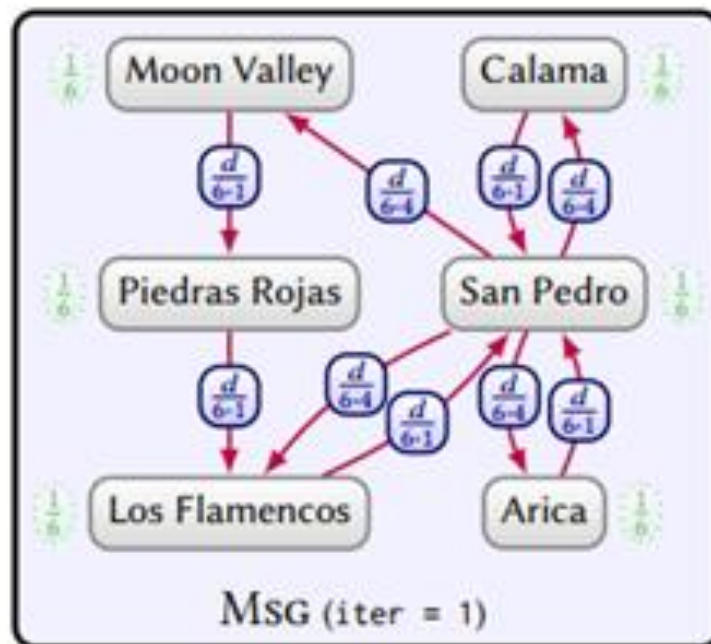 1/6 Moon Valley Calama 1/6
d/6·1 d/6·4 d/6·1 d/6·4
1/6 Piedras Rojas San Pedro 1/6
d/6·1 d/6·4 d/6·1 d/6·4 d/6·1
1/6 Los Flamencos Arica 1/6
MSG (iter = 1)